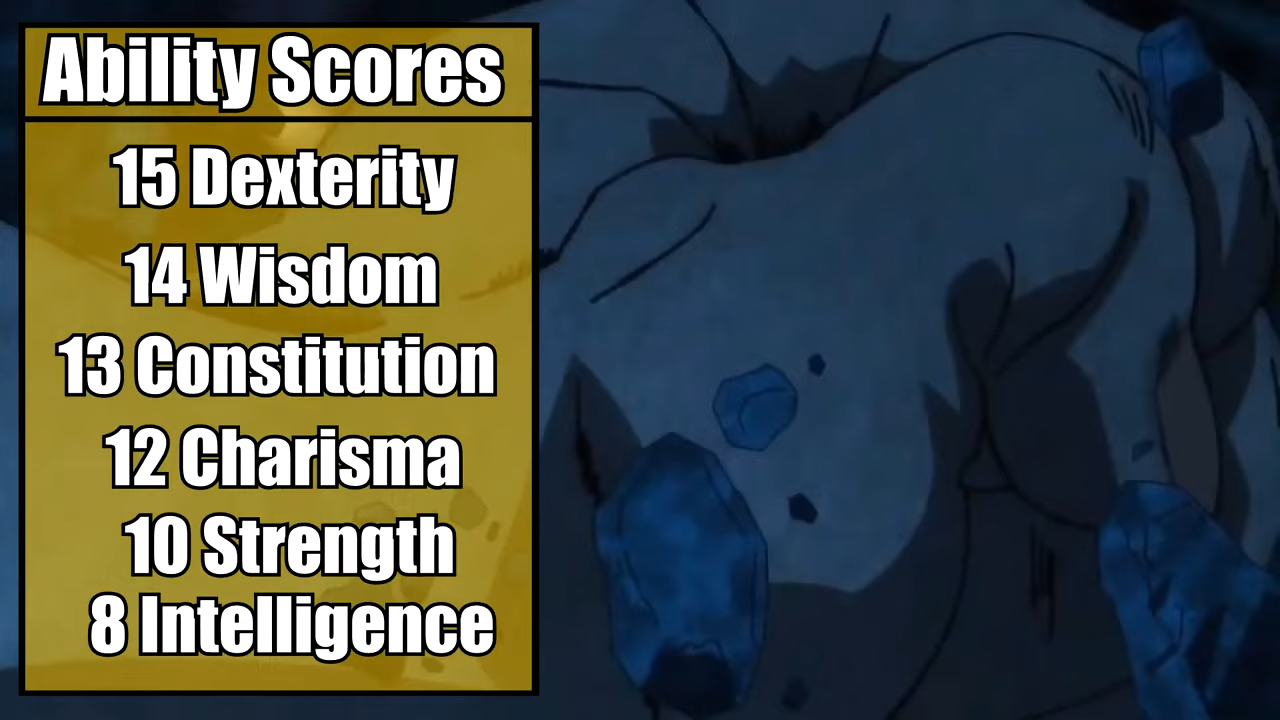 Ability Scores
15 Dexterity
14 Wisdom
13 Constitution
12 Charisma
10 Strength
8 Intelligence